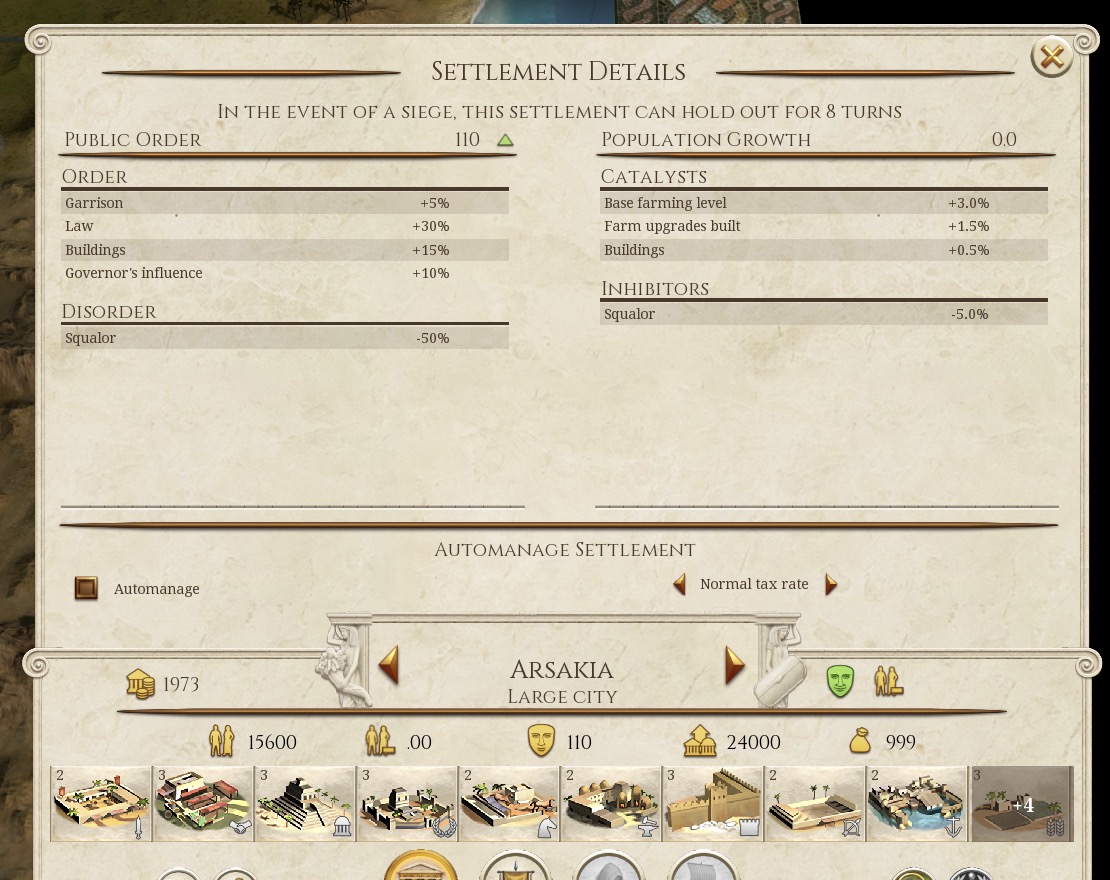 Settlement Details
In the event of a siege, this settlement can hold out for 8 turns
Public Order 110
Order
Garrison +5%
Law +30%
Buildings +15%
Governor's influence +10%
Disorder
Squalor -50%
Population Growth 0.0
Catalysts
Base farming level +3.0%
Farm upgrades built +1.5%
Buildings +0.5%
Inhibitors
Squalor -5.0%
Automanage Settlement
Automanage
Normal tax rate
1973
Arsakia
Large city
15600 .00 110 24000 999
2 3 3 3 2 2 3 2 2 3
+4